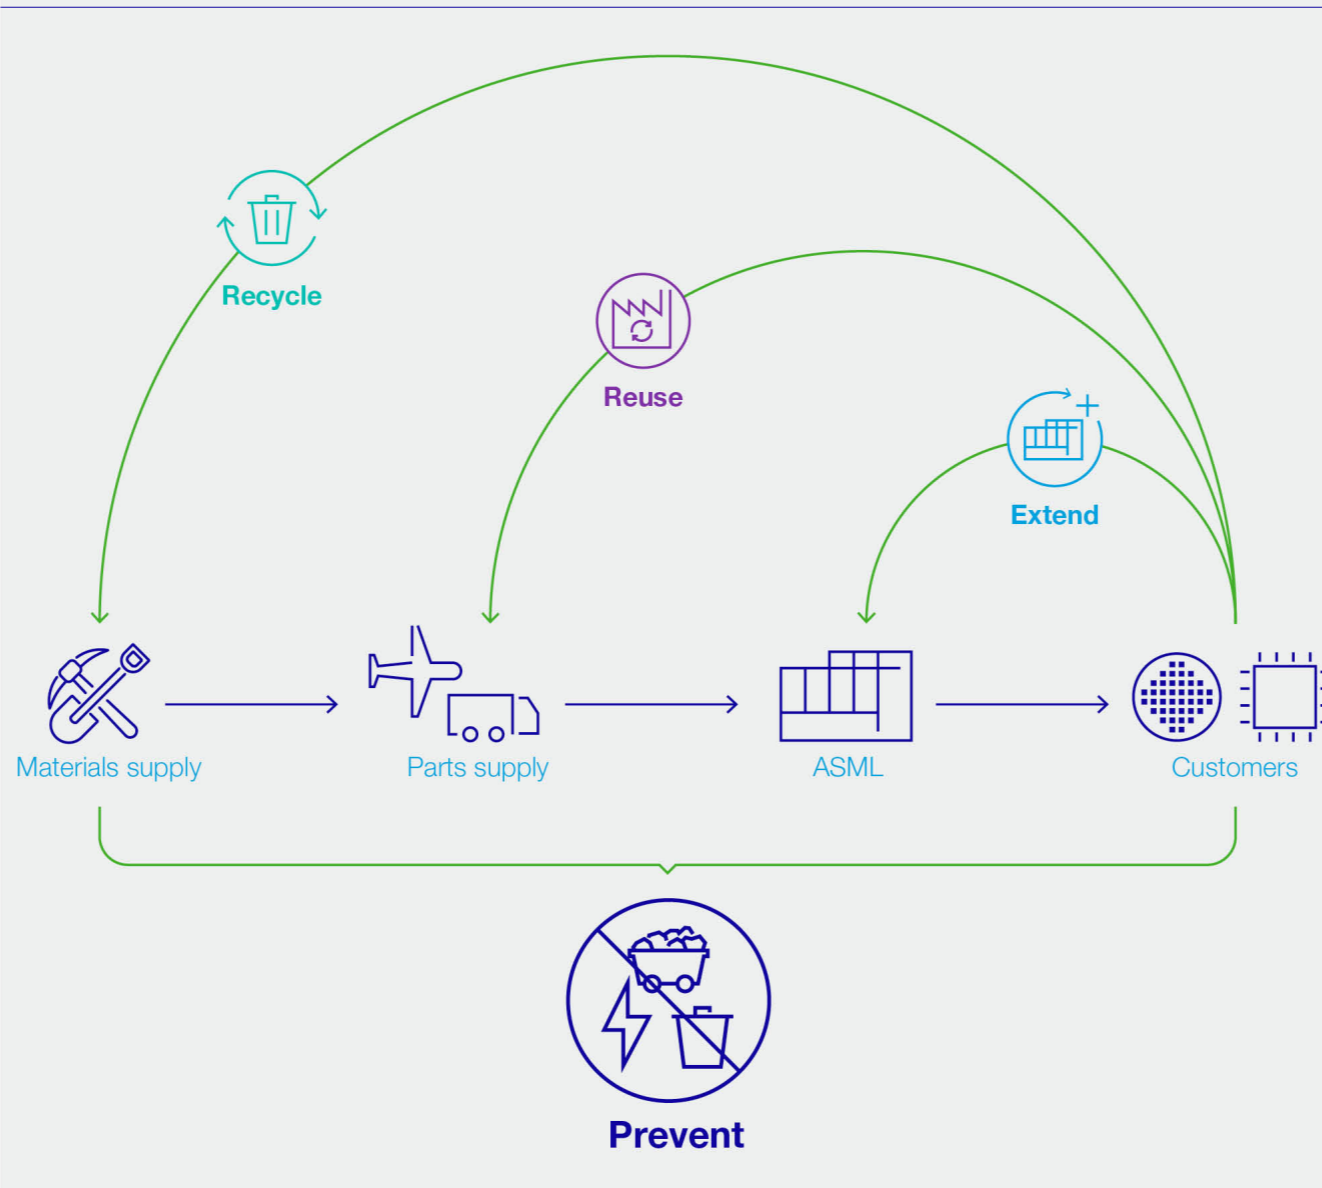 Recycle
Reuse
Extend
Materials supply
Parts supply
ASML
Customers
Prevent